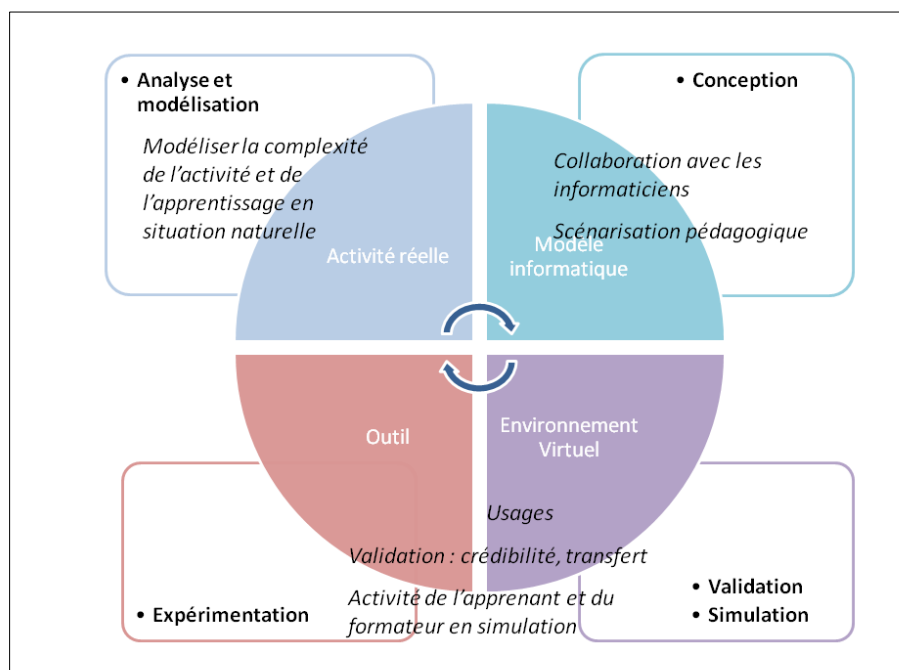 • Analyse et
modélisation
Modéliser la complexité
de l'activité et de
l'apprentissage en
situation naturelle
Activité réelle
• Conception
Collaboration avec les
informaticiens
Scénarisation pédagogique
Modèle
informatique
Outil
Environnement
Virtuel
Usages
Validation : crédibilité, transfert
Activité de l'apprenant et du
formateur en simulation
• Expérimentation
• Validation
• Simulation